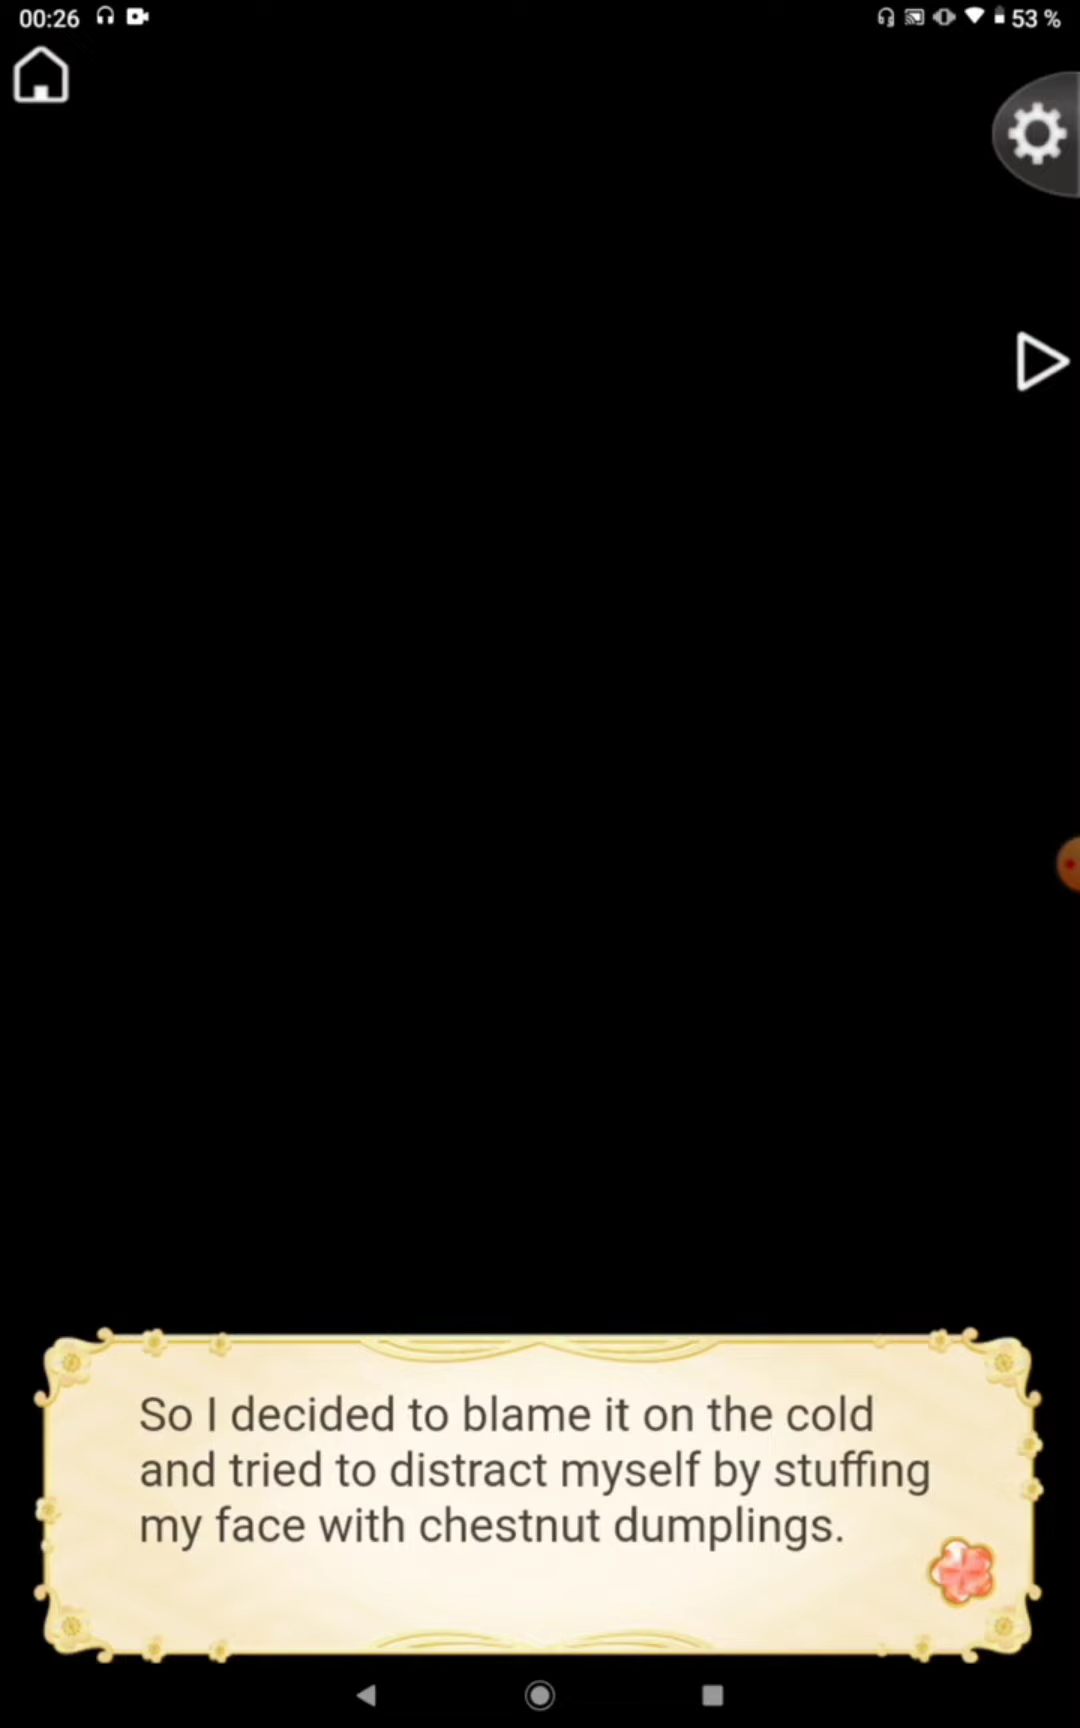 00:26
53 %
So I decided to blame it on the cold
and tried to distract myself by stuffing
my face with chestnut dumplings.